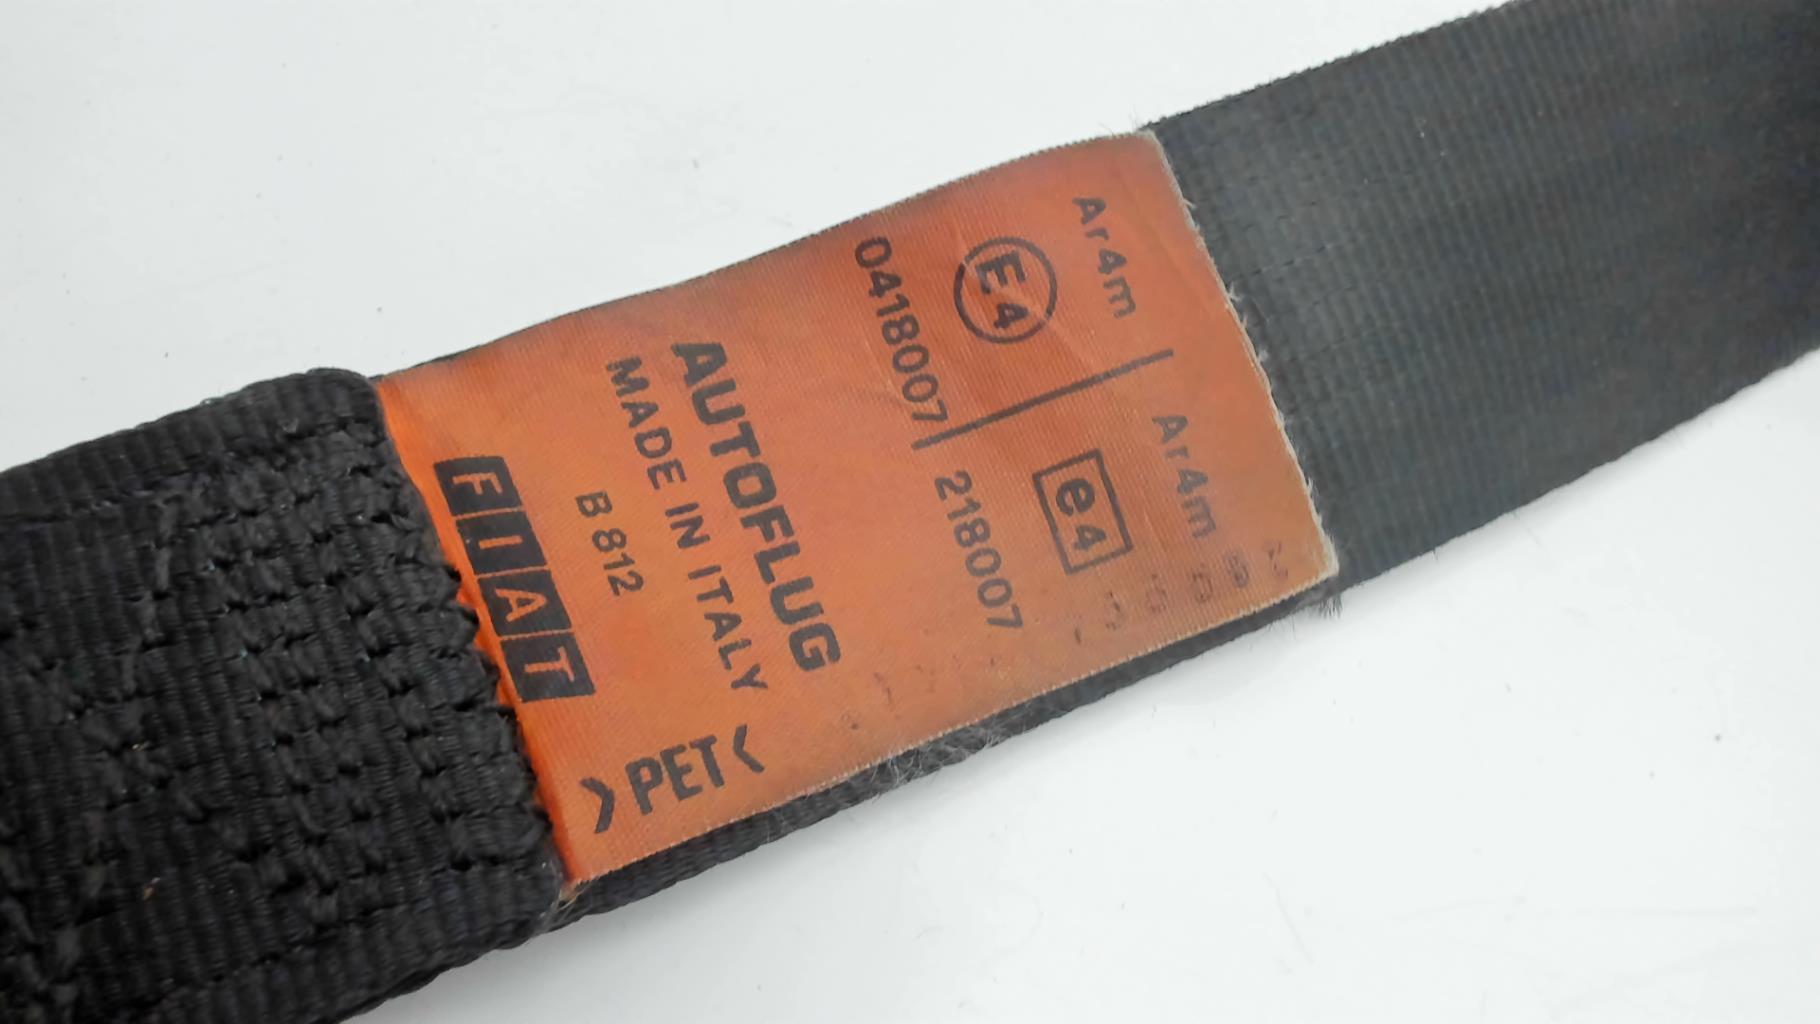 Ar4m
E4
0418007
Ar4m
e4
218007
AUTOFLUG
MADE IN ITALY
B 812
FIAT
>PET<